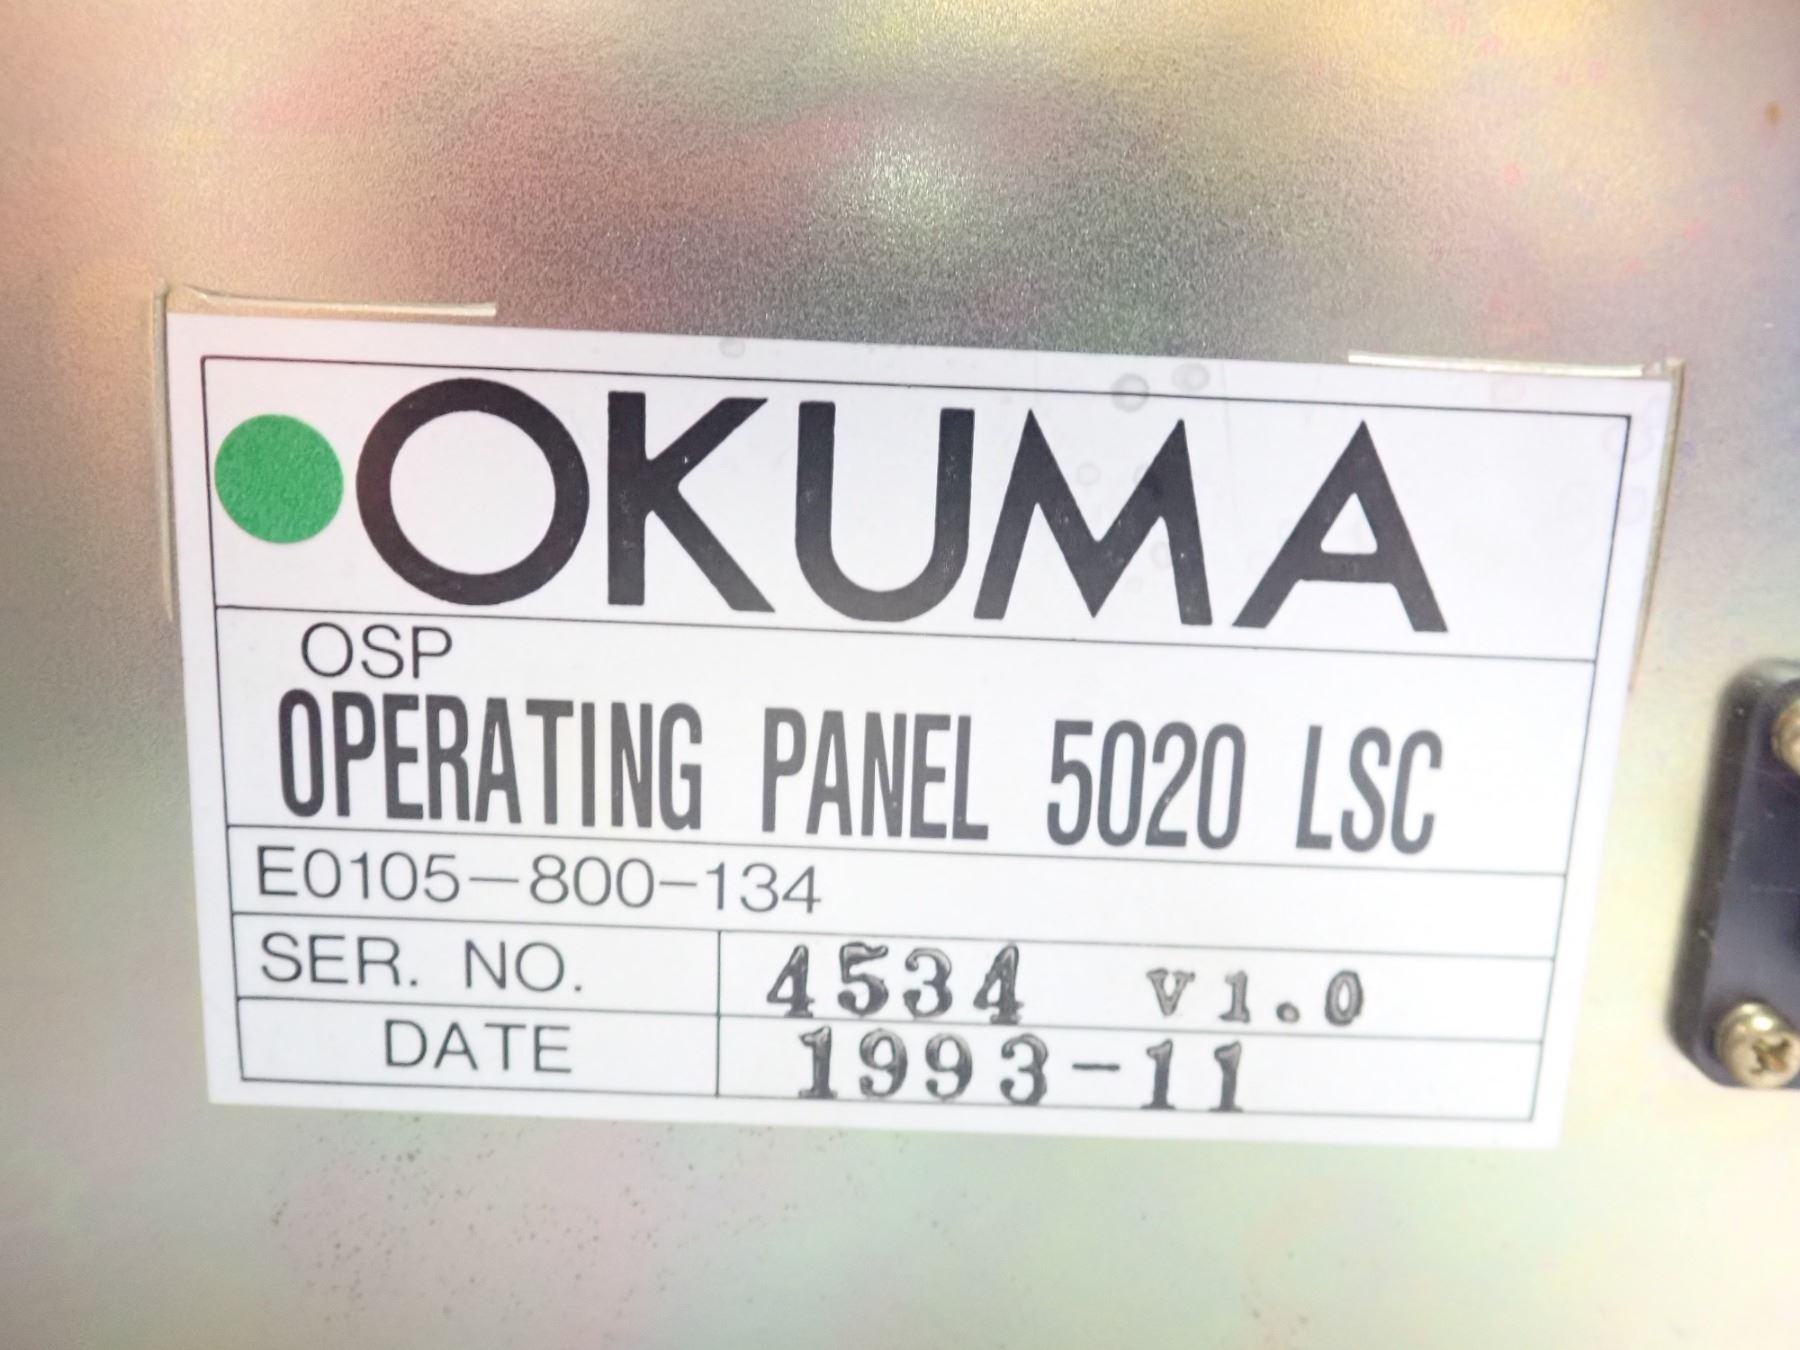 OKUMA
OSP
OPERATING PANEL 5020 LSC
E0105-800-134
SER. NO. 4534 V1.0
DATE 1993-11